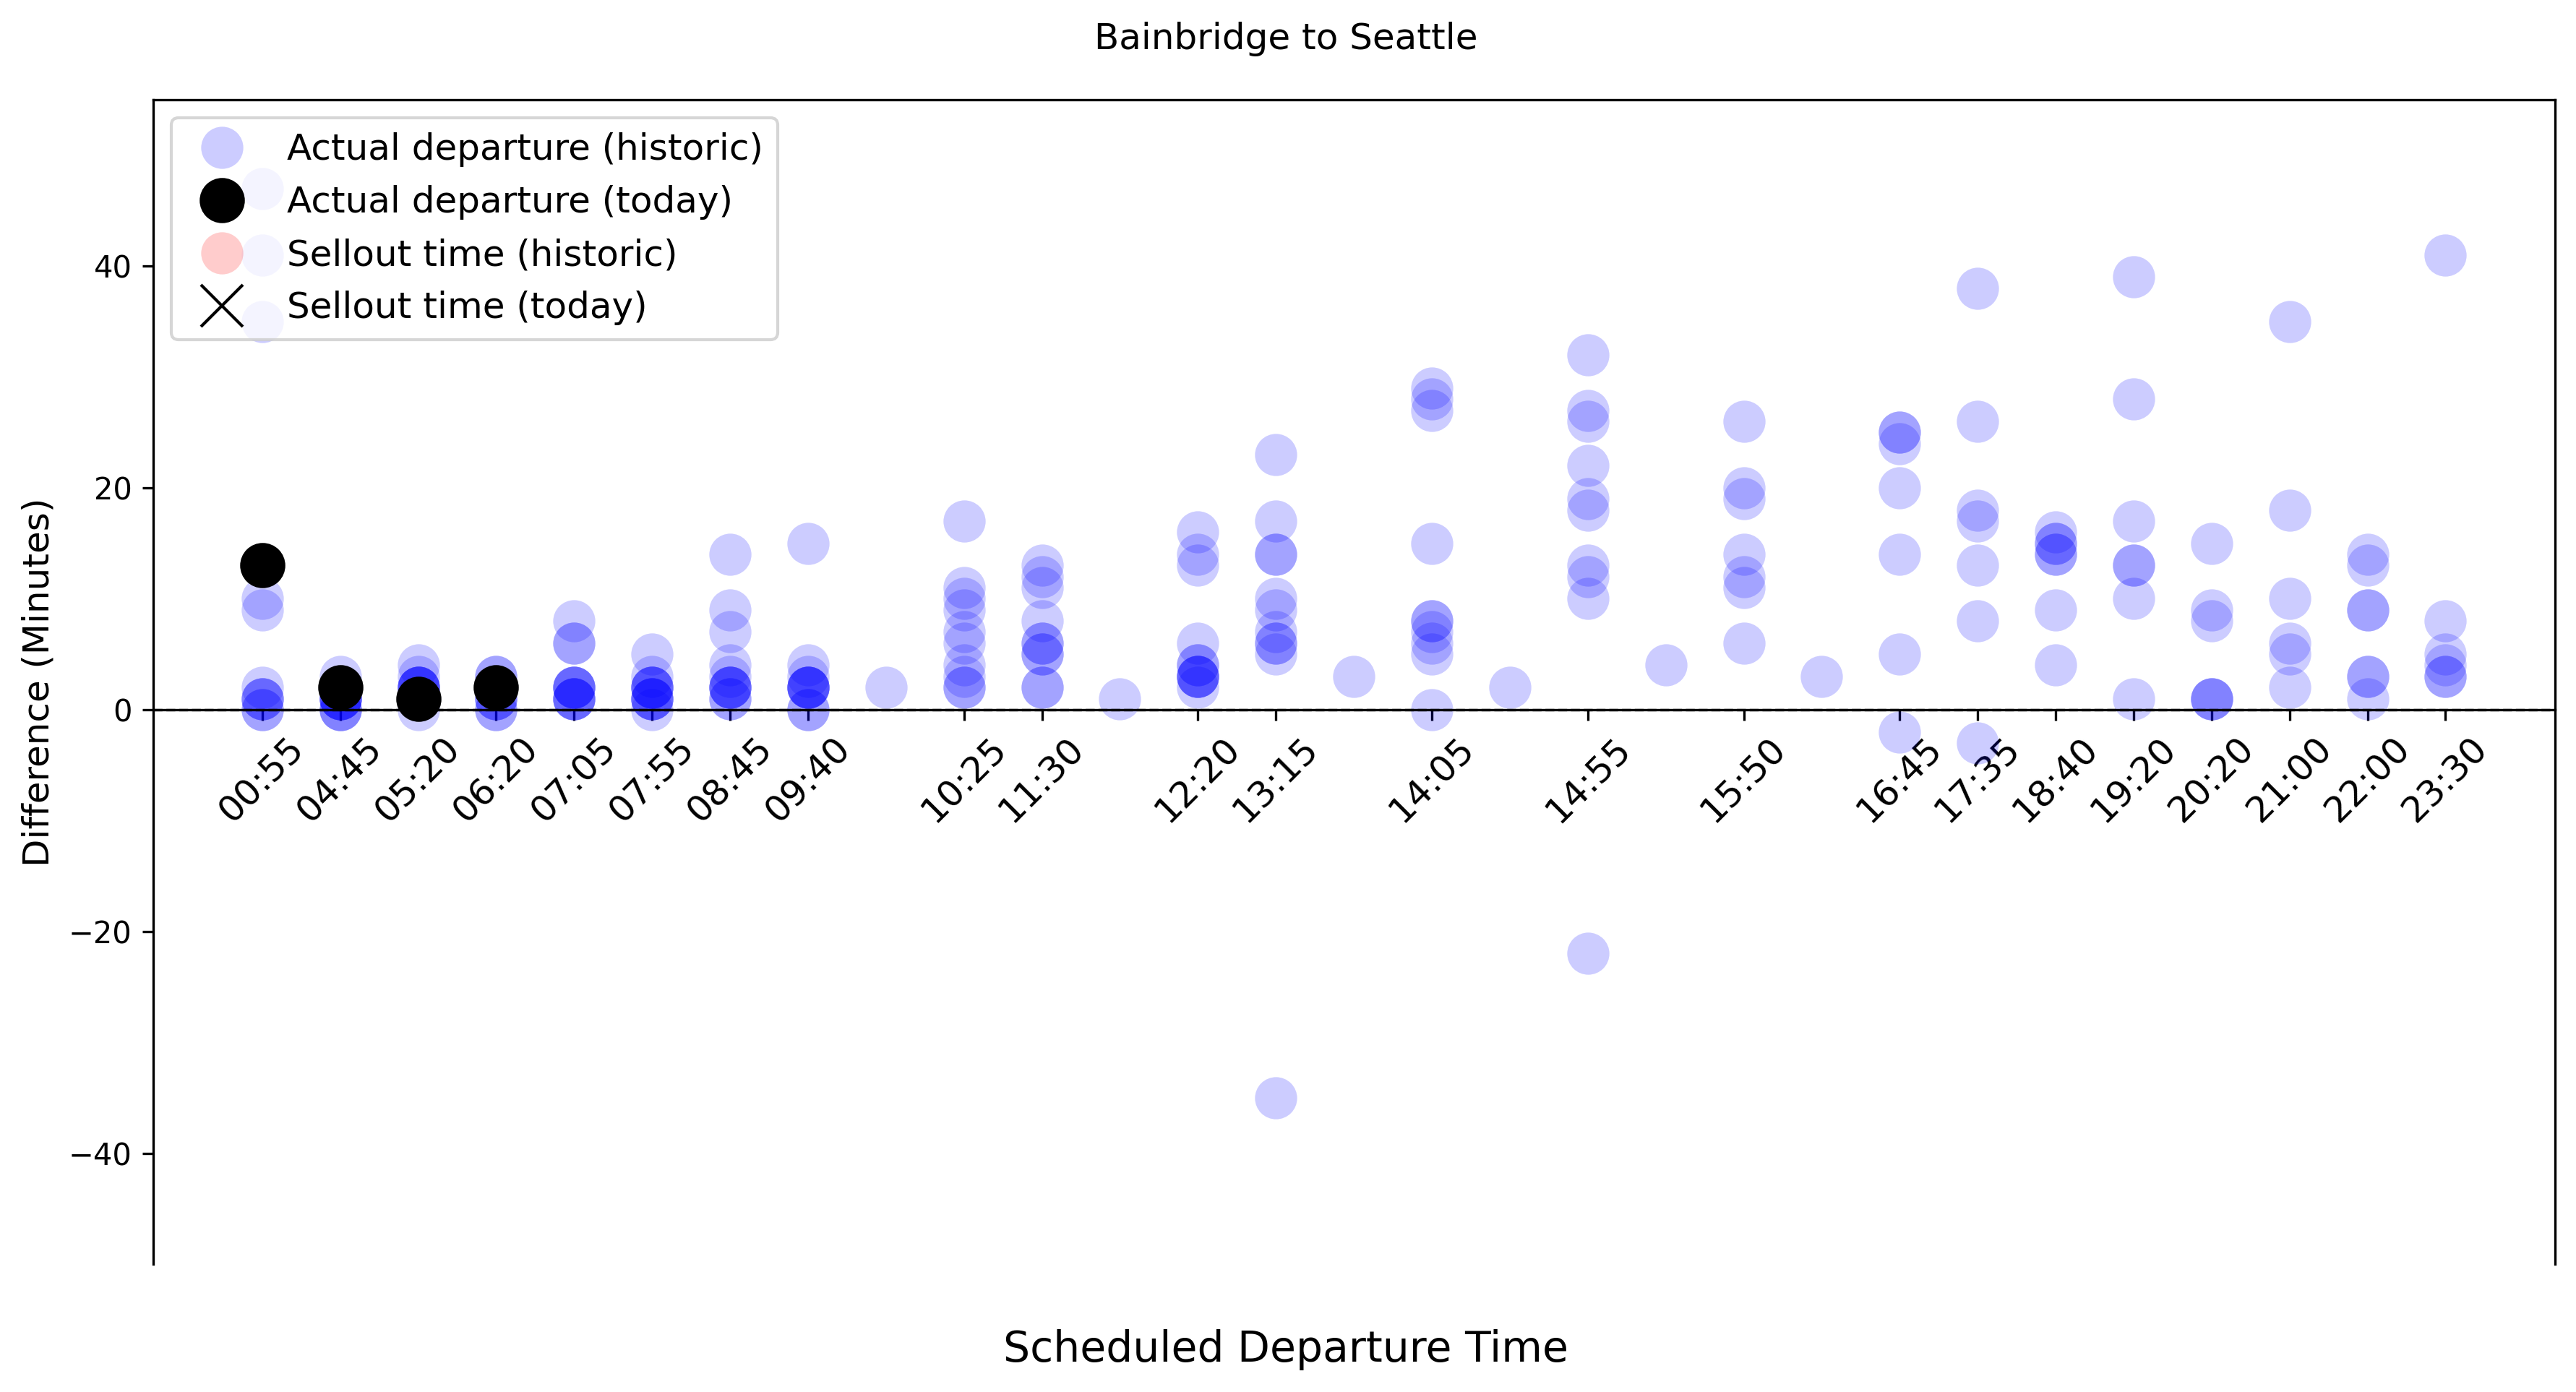 Bainbridge to Seattle
Actual departure (historic)
Actual departure (today)
Sellout time (historic)
Sellout time (today)
40
20
0
−20
−40
Difference (Minutes)
00:55 04:45 05:20 06:20 07:05 07:55 08:45 09:40 10:25 11:30 12:20 13:15 14:05 14:55 15:50 16:45 17:35 18:40 19:20 20:20 21:00 22:00 23:30
Scheduled Departure Time